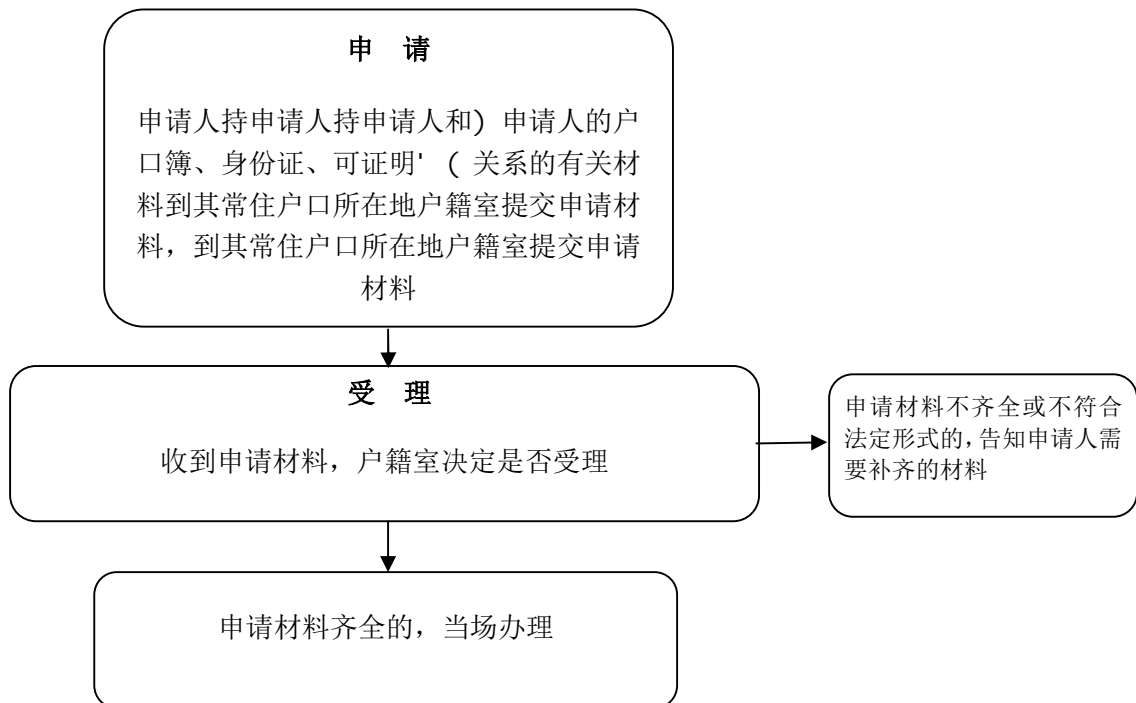 申 请
申请人持申请人持申请人和) 申请人的户
口簿、身份证、可证明' ( 关系的有关材
料到其常住户口所在地户籍室提交申请材
料，到其常住户口所在地户籍室提交申请
材料
受 理
收到申请材料，户籍室决定是否受理
申请材料不齐全或不符合
法定形式的，告知申请人需
要补齐的材料
申请材料齐全的，当场办理